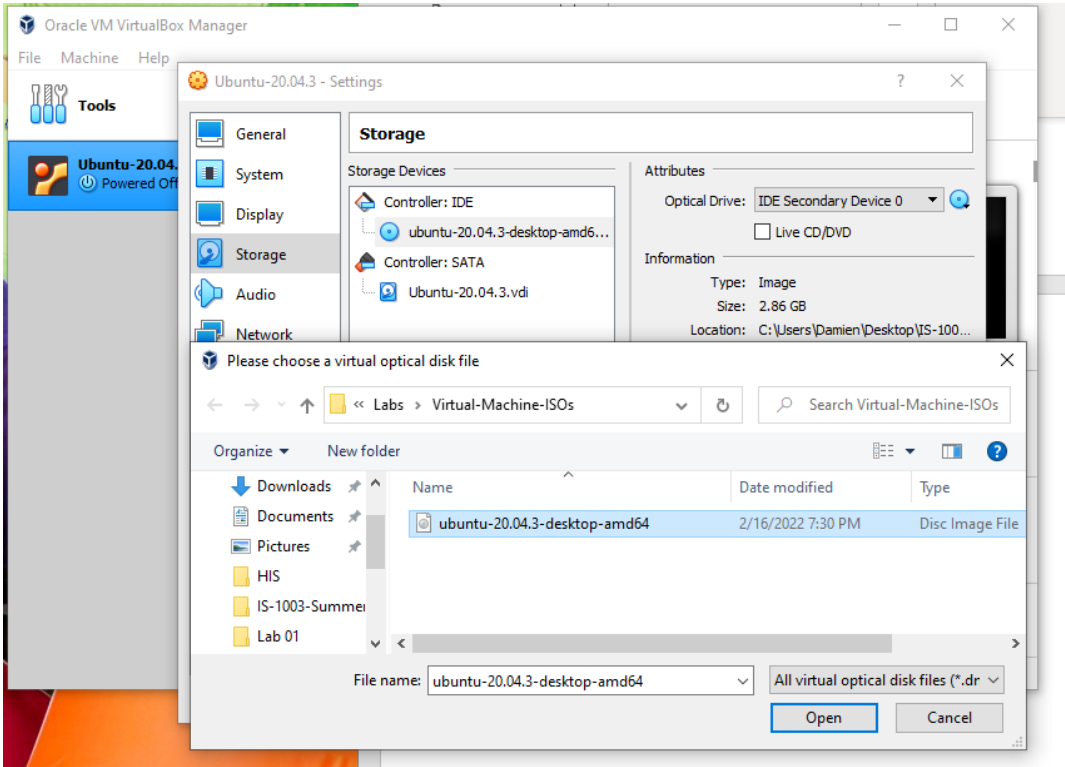 Oracle VM VirtualBox Manager
File Machine Help
Tools
Ubuntu-20.04.
Powered Off
Ubuntu-20.04.3 - Settings
?
General
System
Display
Storage
Audio
Network
Storage
Storage Devices
Controller: IDE
ubuntu-20.04.3-desktop-amd6...
Controller: SATA
Ubuntu-20.04.3.vdi
Attributes
Optical Drive: IDE Secondary Device 0
Live CD/DVD
Information
Type: Image
Size: 2.86 GB
Location: C:\Users\Damien\Desktop\IS-100...
Please choose a virtual optical disk file
« Labs › Virtual-Machine-ISOs
Search Virtual-Machine-ISOs
Organize New folder
?
Downloads
Documents
Pictures
HIS
IS-1003-Summer
Lab 01
Name Date modified Type
ubuntu-20.04.3-desktop-amd64 2/16/2022 7:30 PM Disc Image File
File name: ubuntu-20.04.3-desktop-amd64
All virtual optical disk files (*.dr
Open Cancel